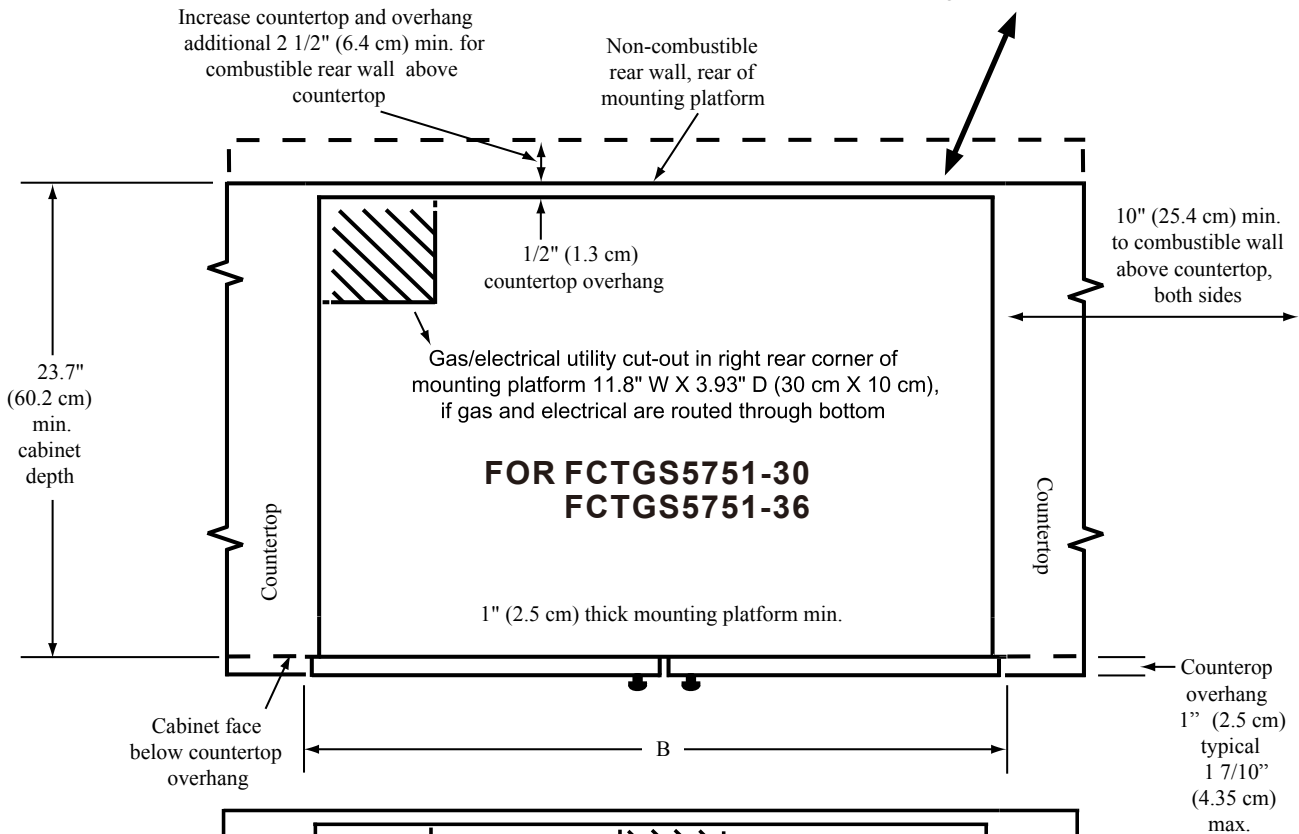 Increase countertop and overhang
additional 2 1/2" (6.4 cm) min. for
combustible rear wall above
countertop
Non-combustible
rear wall, rear of
mounting platform
10" (25.4 cm) min.
to combustible wall
above countertop,
both sides
1/2" (1.3 cm)
countertop overhang
Gas/electrical utility cut-out in right rear corner of
mounting platform 11.8" W X 3.93" D (30 cm X 10 cm),
if gas and electrical are routed through bottom
23.7"
(60.2 cm)
min.
cabinet
depth
FOR FCTGS5751-30
FCTGS5751-36
Countertop
Countertop
1" (2.5 cm) thick mounting platform min.
Cabinet face
below countertop
overhang
B
Counterop
overhang
1” (2.5 cm)
typical
1 7/10”
(4.35 cm)
max.